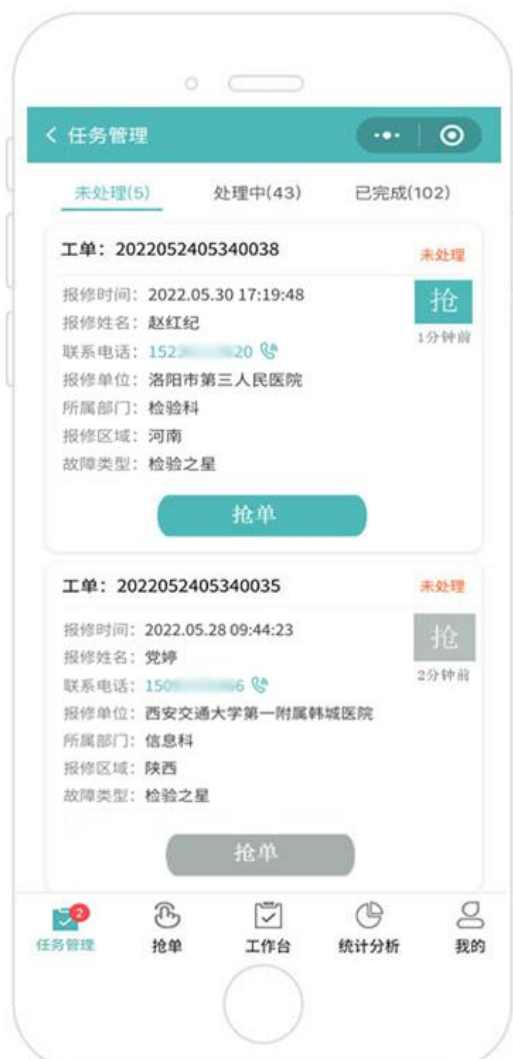 任务管理
未处理(5) 处理中(43) 已完成(102)
工单：2022052405340038 未处理
报修时间：2022.05.30 17:19:48 抢
报修姓名：赵红纪 1分钟前
联系电话：152 20
报修单位：洛阳市第三人民医院
所属部门：检验科
报修区域：河南
故障类型：检验之星
抢单
工单：2022052405340035 未处理
报修时间：2022.05.28 09:44:23 抢
报修姓名：党婷 2分钟前
联系电话：150 6
报修单位：西安交通大学第一附属韩城医院
所属部门：信息科
报修区域：陕西
故障类型：检验之星
抢单
2
任务管理 抢单 工作台 统计分析 我的